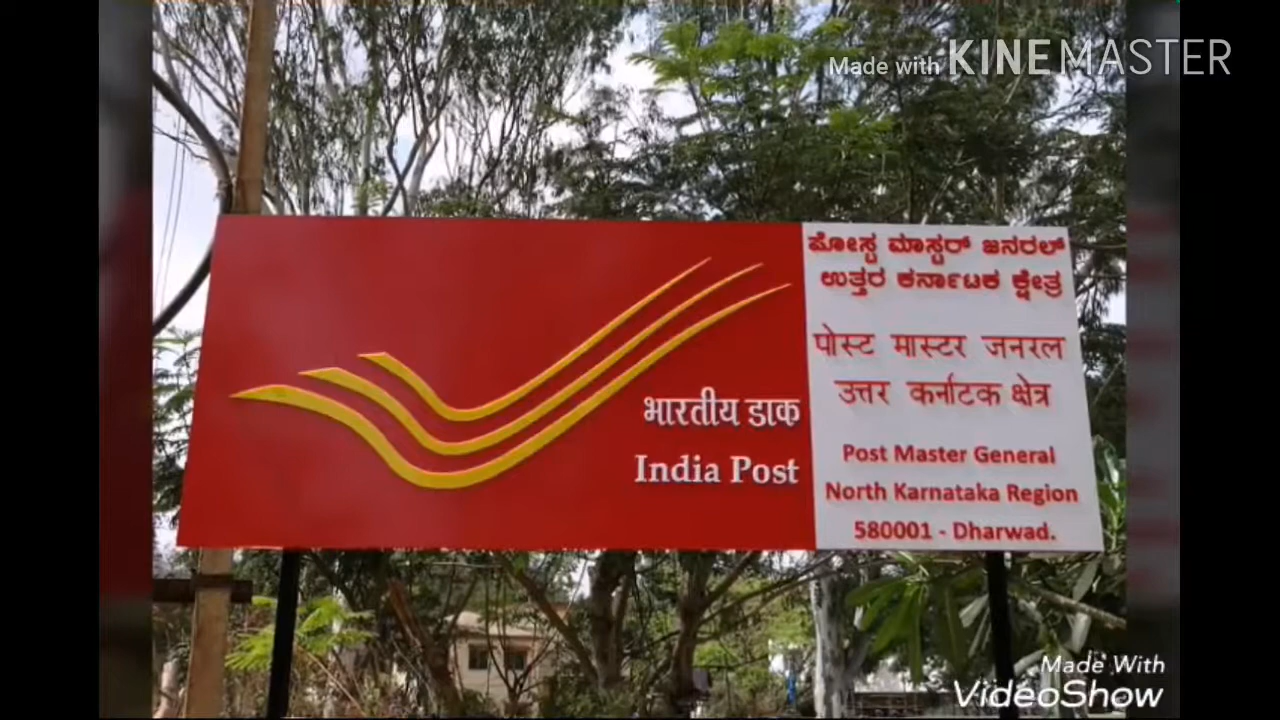 Made with KINEMASTER
ಪೋಸ್ಟ ಮಾಸ್ಟರ್ ಜನರಲ್
ಉತ್ತರ ಕರ್ನಾಟಕ ಕ್ಷೇತ್ರ
पोस्ट मास्टर जनरल
उत्तर कर्नाटक क्षेत्र
भारतीय डाक
India Post
Post Master General
North Karnataka Region
580001 - Dharwad.
Made With
VideoShow